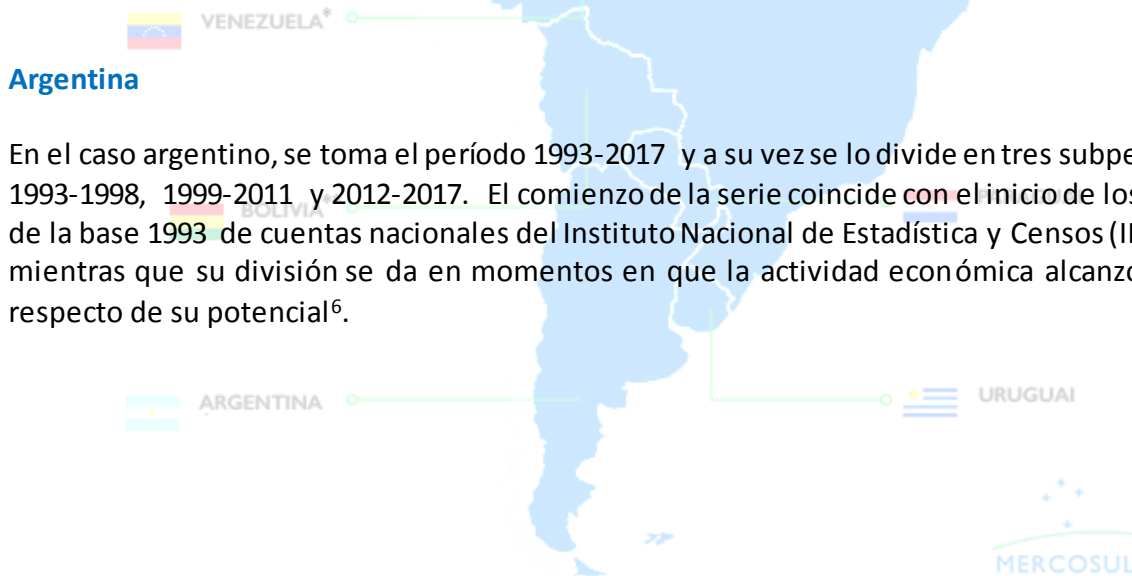 VENEZUELA*
Argentina
En el caso argentino, se toma el período 1993-2017 y a su vez se lo divide en tres subpe
1993-1998, 1999-2011 y 2012-2017. El comienzo de la serie coincide con el inicio de los
BOLIVIA*
de la base 1993 de cuentas nacionales del Instituto Nacional de Estadística y Censos (I
mientras que su división se da en momentos en que la actividad económica alcanzo
respecto de su potencial⁶.
ARGENTINA
URUGUAI
MERCOSUL